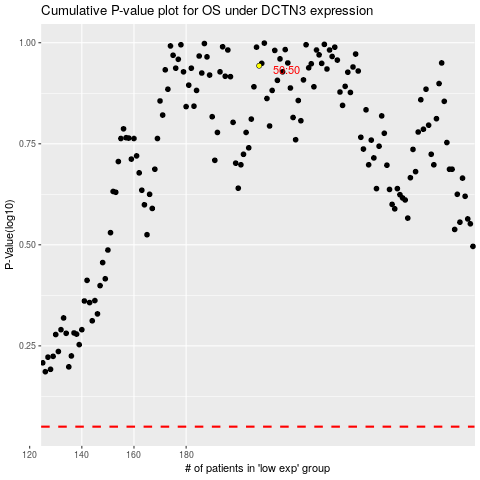 Cumulative P-value plot for OS under DCTN3 expression
1.00
50:50
0.75
0.50
0.25
P-Value(log10)
120 140 160 180
# of patients in 'low exp' group